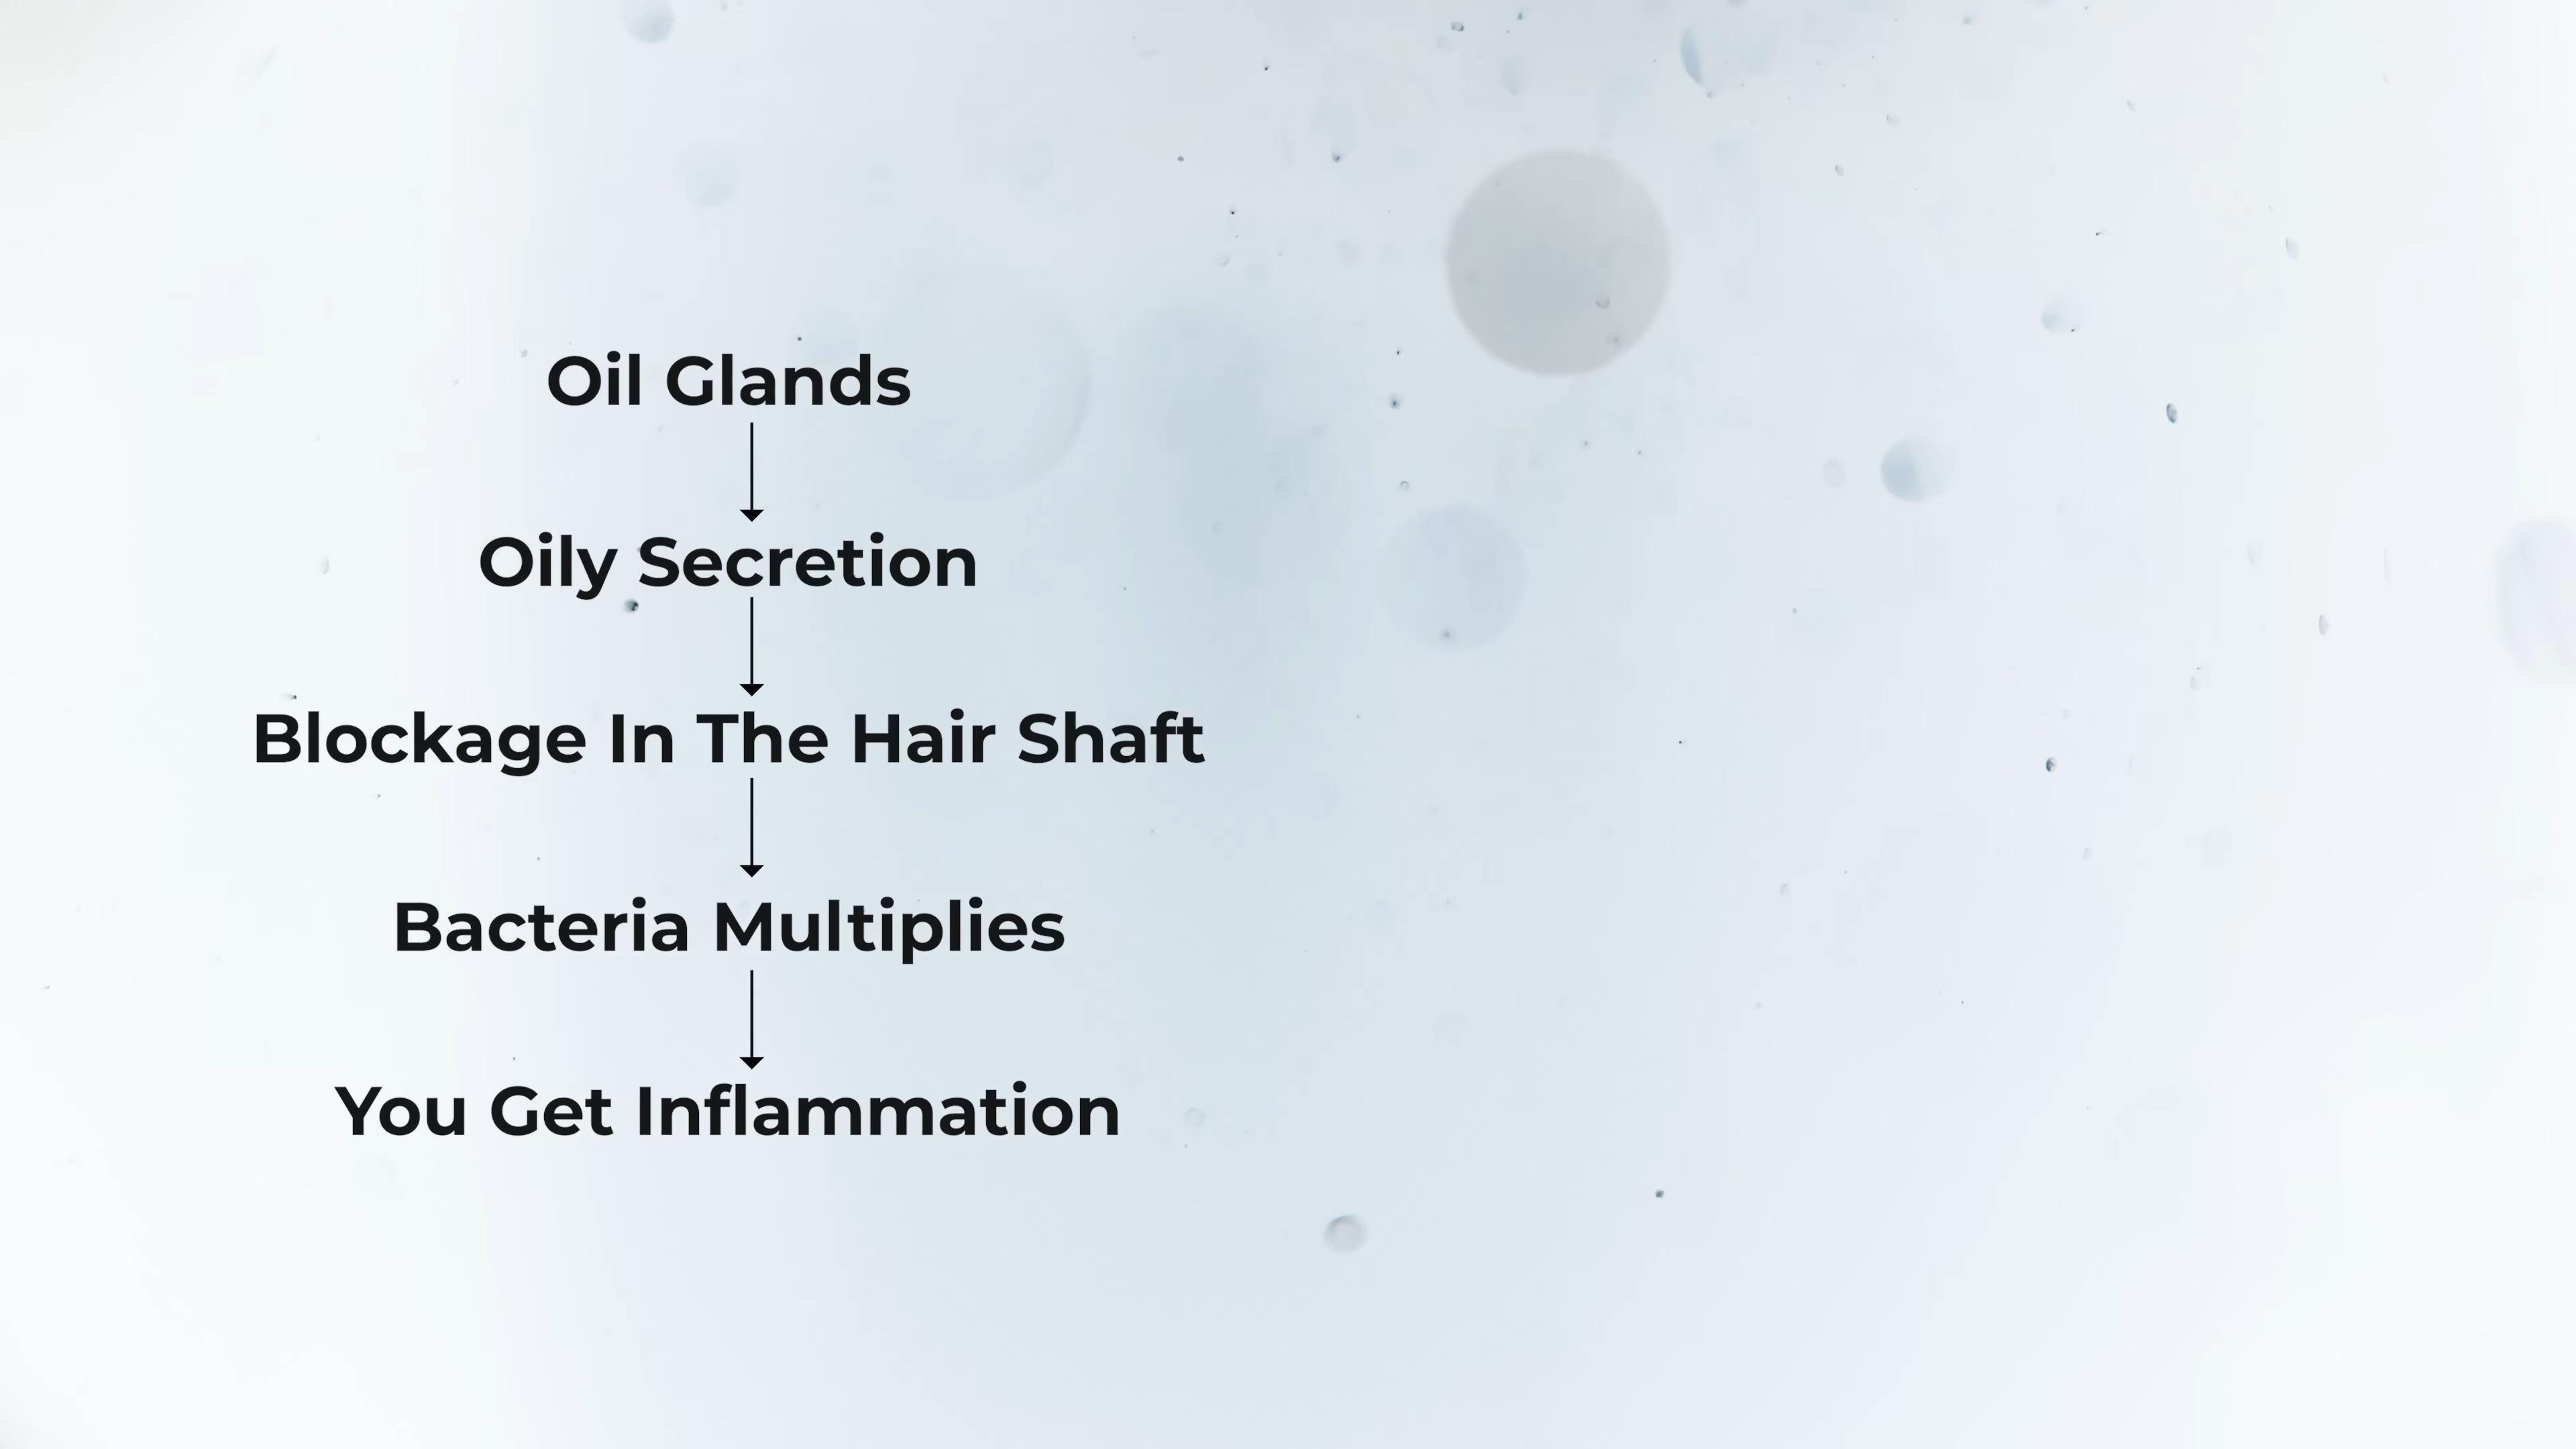 Oil Glands
Oily Secretion
Blockage In The Hair Shaft
Bacteria Multiplies
You Get Inflammation